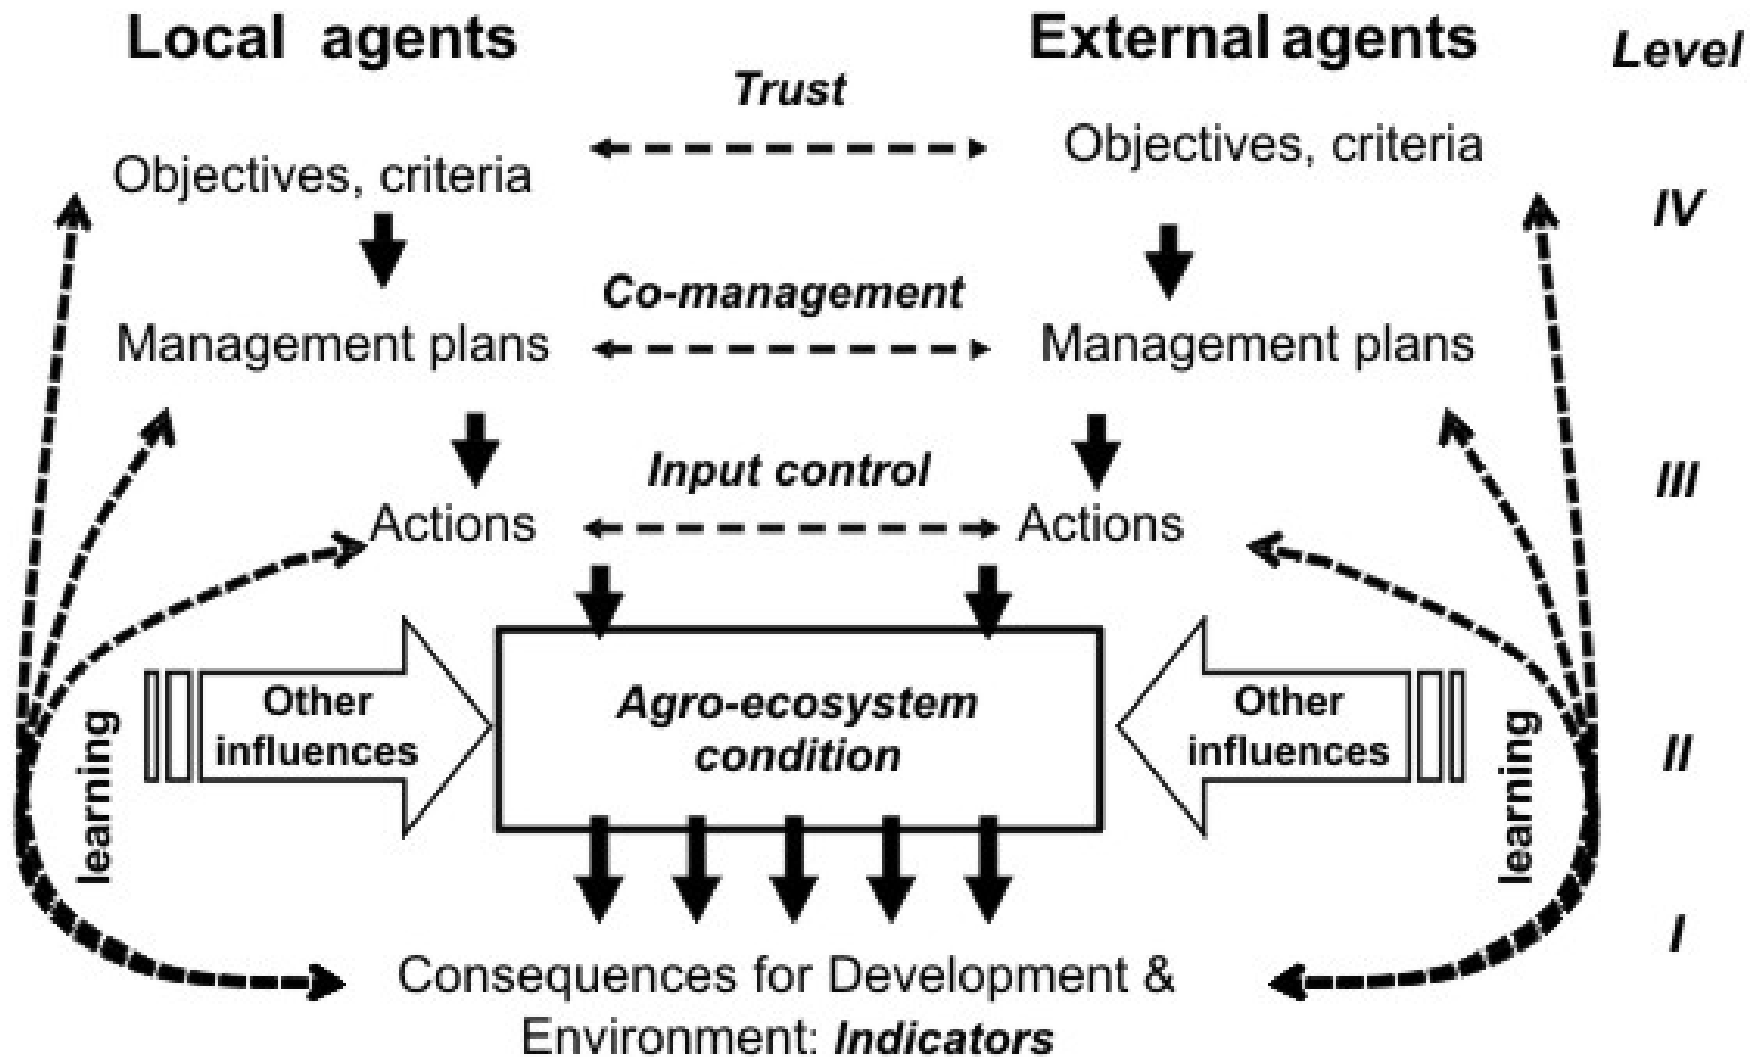 Local agents
External agents
Level
Trust
Objectives, criteria
Objectives, criteria
IV
Co-management
Management plans
Management plans
Input control
III
Actions
Actions
Other
influences
Agro-ecosystem
condition
Other
influences
learning
learning
II
I
Consequences for Development &
Environment: Indicators